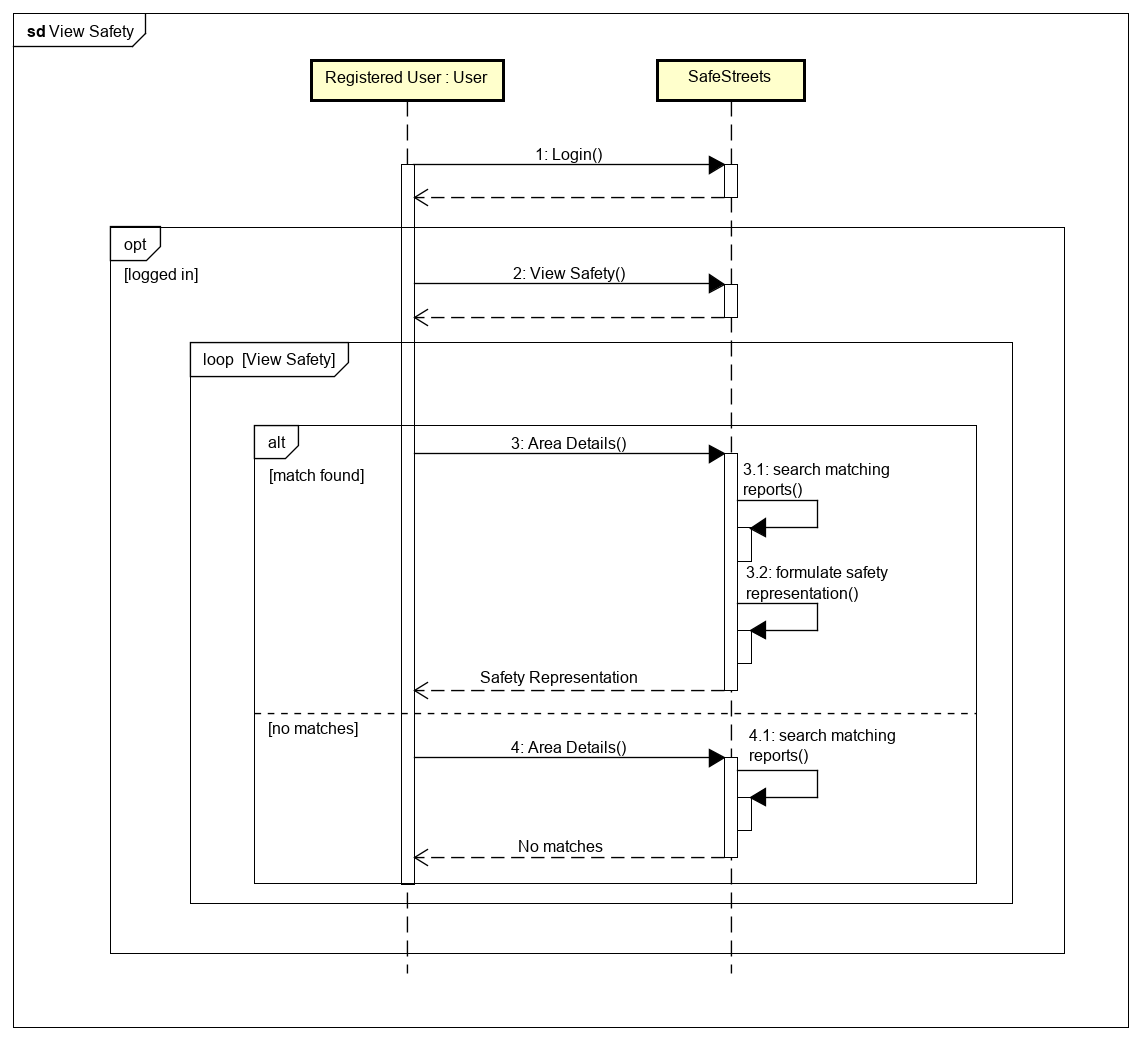 sd View Safety
Registered User : User
SafeStreets
1: Login()
opt
[logged in]
2: View Safety()
loop [View Safety]
alt
3: Area Details()
[match found]
3.1: search matching
reports()
3.2: formulate safety
representation()
Safety Representation
[no matches]
4: Area Details()
4.1: search matching
reports()
No matches